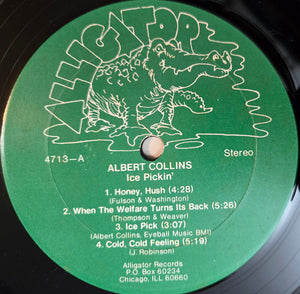 ALLIGATOR
4713-A
Stereo
ALBERT COLLINS
Ice Pickin'
1. Honey, Hush (4:28)
(Fulson & Washington)
2. When The Welfare Turns Its Back (5:26)
(Thompson & Weaver)
3. Ice Pick (3:07)
(Albert Collins, Eyeball Music BMI)
4. Cold, Cold Feeling (5:19)
(J. Robinson)
Alligator Records
P.O. Box 60234
Chicago, ILL 60660